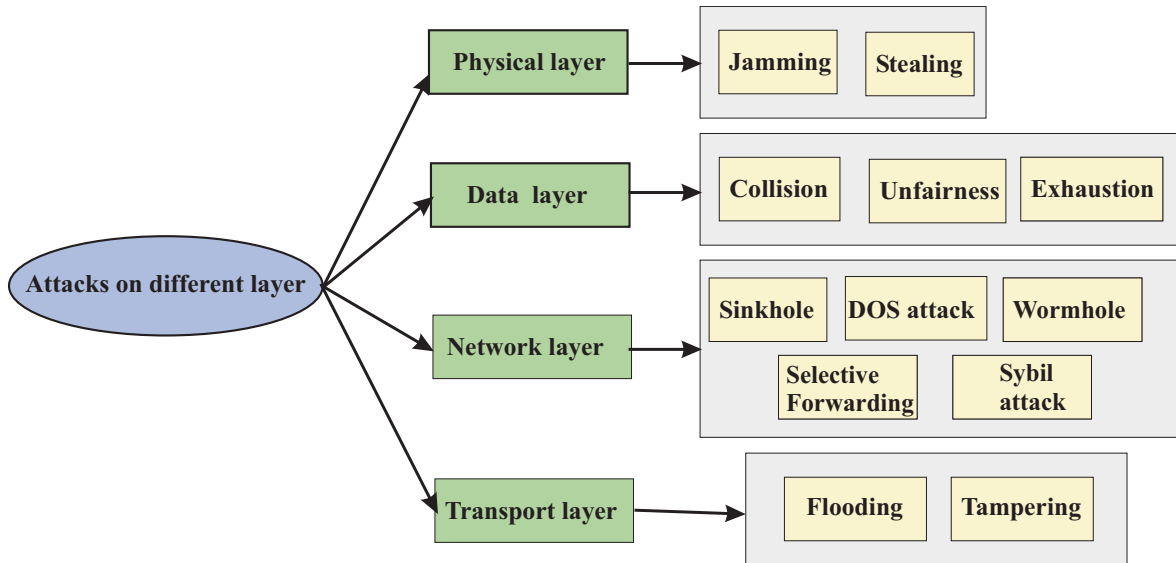 Attacks on different layer
Physical layer
Jamming
Stealing
Data layer
Collision
Unfairness
Exhaustion
Network layer
Sinkhole
DOS attack
Wormhole
Selective
Forwarding
Sybil
attack
Transport layer
Flooding
Tampering